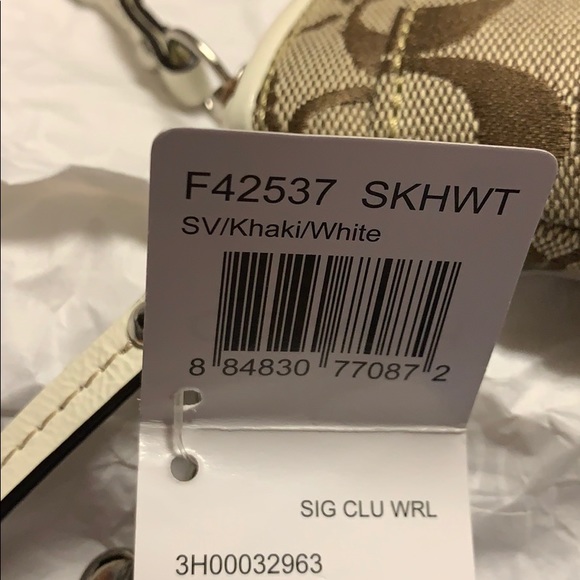 F42537 SKHWT
SV/Khaki/White
8 84830 77087 2
SIG CLU WRL
3H00032963